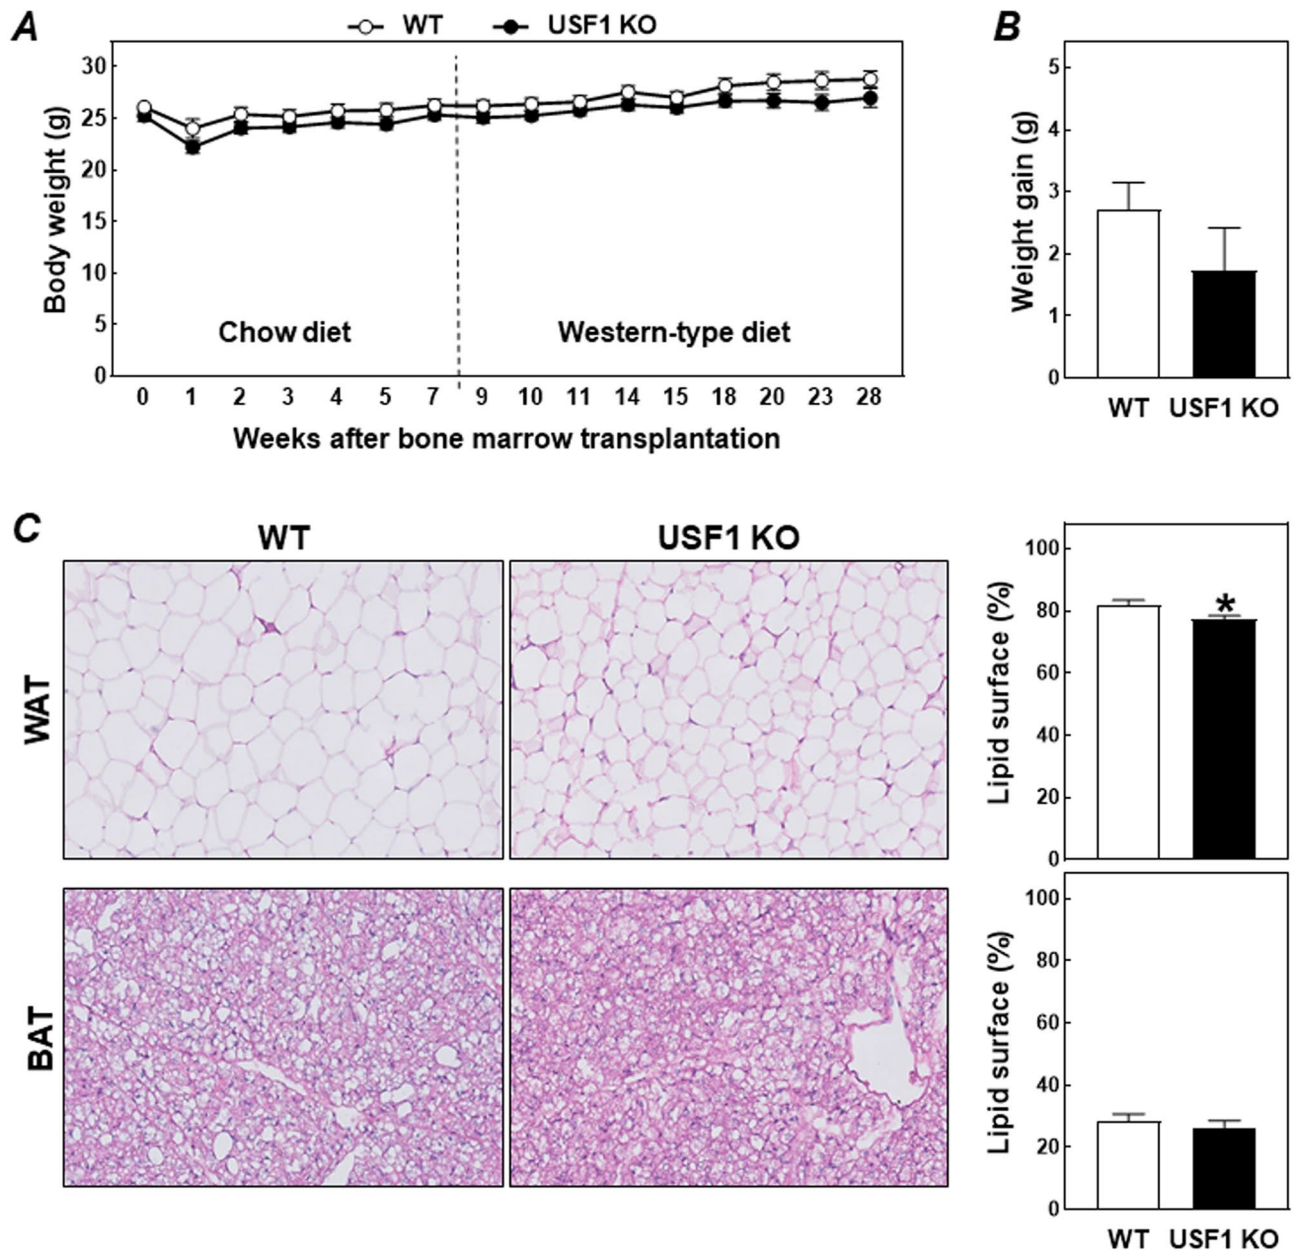 A
WT USF1 KO
Body weight (g)
30
25
20
15
10
5
0
Chow diet Western-type diet
0 1 2 3 4 5 7 9 10 11 14 15 18 20 23 28
Weeks after bone marrow transplantation
B
Weight gain (g)
5
4
3
2
1
0
WT USF1 KO
C
WT USF1 KO
WAT
Lipid surface (%)
100
80
60
40
20
0
*
BAT
Lipid surface (%)
100
80
60
40
20
0
WT USF1 KO